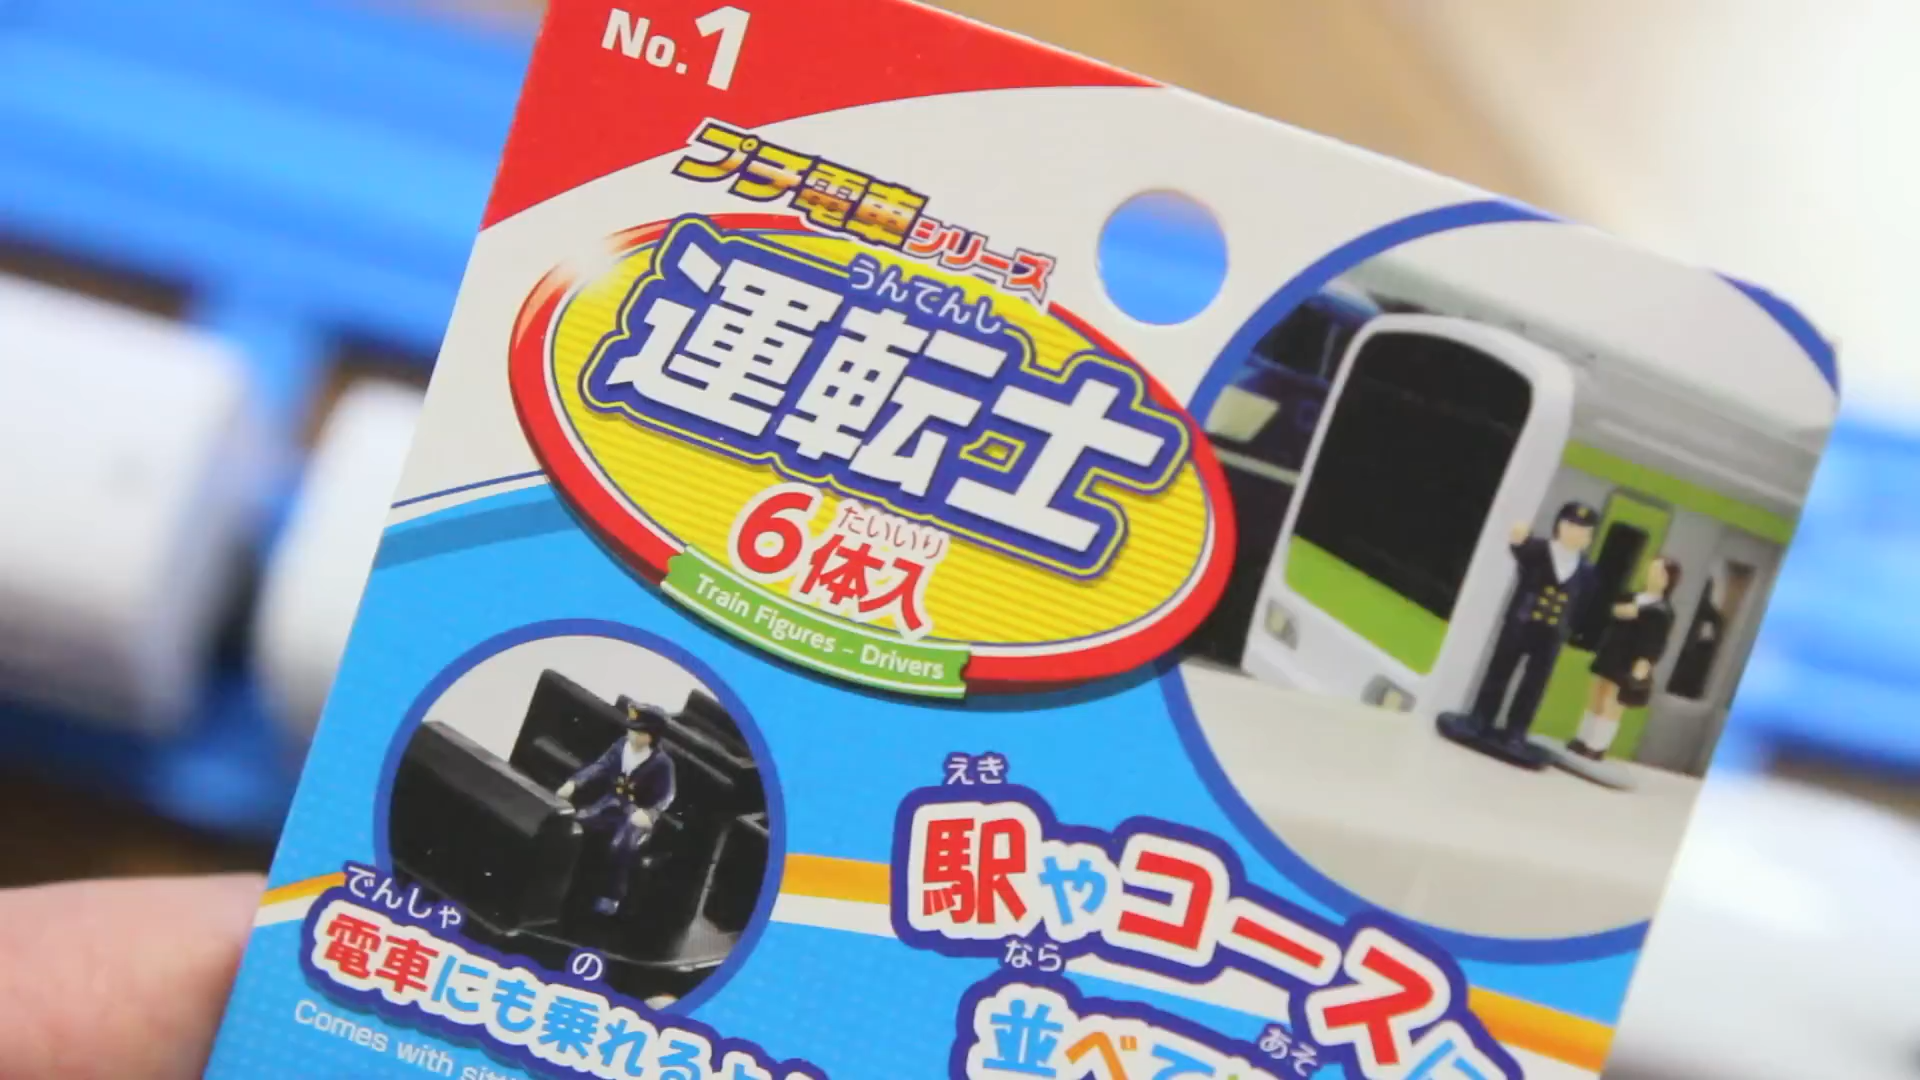 No.1
プチ電車シリーズ
うんてんし
運転士
たいいり
6体入
Train Figures - Drivers
えき
駅やコース
なら
並べて
あそ
でんしゃ
の
電車にも乗れる
Comes with